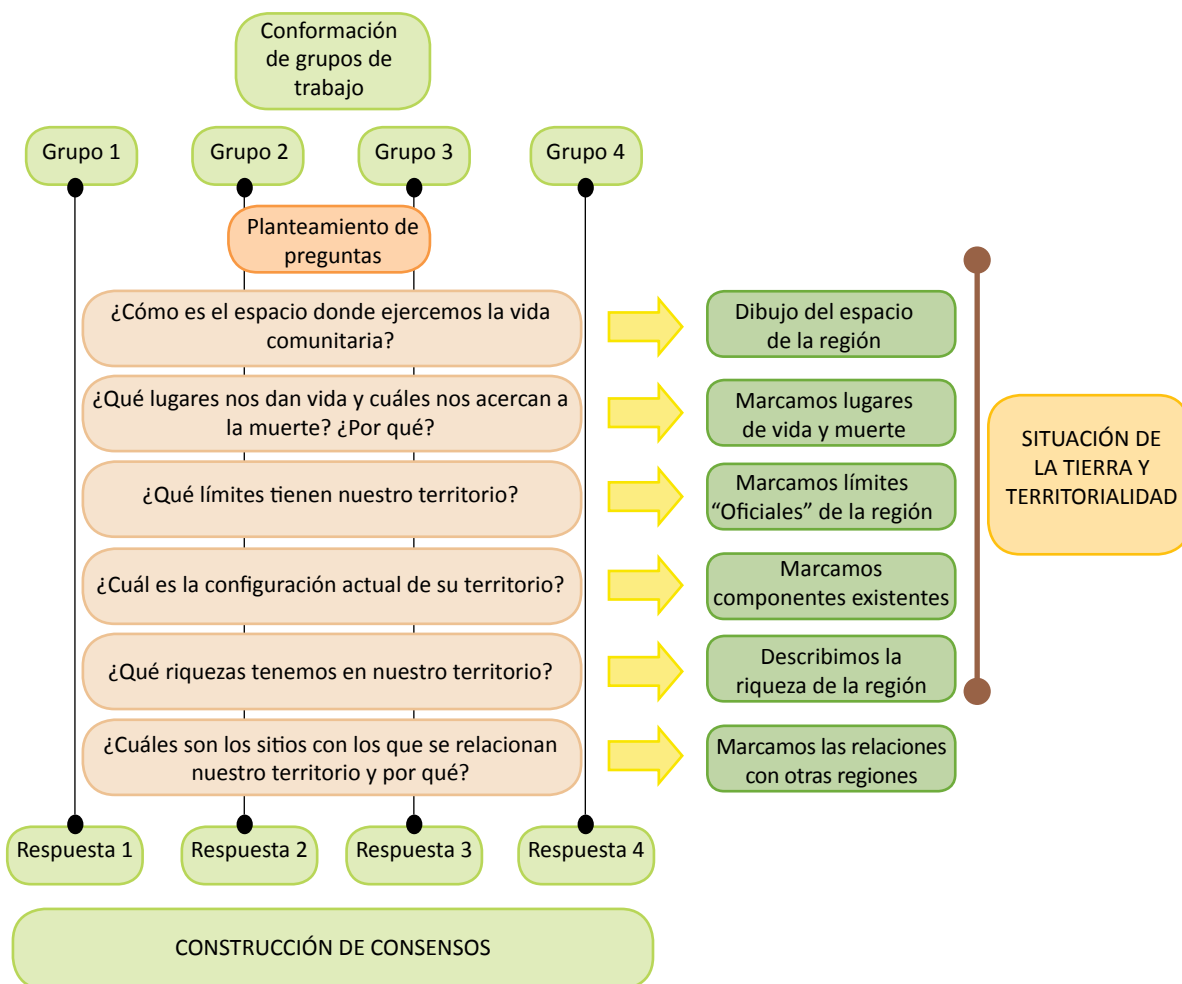 Conformación
de grupos de
trabajo
Grupo 1
Grupo 2
Grupo 3
Grupo 4
Planteamiento de
preguntas
¿Cómo es el espacio donde ejercemos la vida
comunitaria?
Dibujo del espacio
de la región
¿Qué lugares nos dan vida y cuáles nos acercan a
la muerte? ¿Por qué?
Marcamos lugares
de vida y muerte
¿Qué límites tienen nuestro territorio?
Marcamos límites
“Oficiales” de la región
¿Cuál es la configuración actual de su territorio?
Marcamos
componentes existentes
¿Qué riquezas tenemos en nuestro territorio?
Describimos la
riqueza de la región
¿Cuáles son los sitios con los que se relacionan
nuestro territorio y por qué?
Marcamos las relaciones
con otras regiones
SITUACIÓN DE
LA TIERRA Y
TERRITORIALIDAD
Respuesta 1
Respuesta 2
Respuesta 3
Respuesta 4
CONSTRUCCIÓN DE CONSENSOS